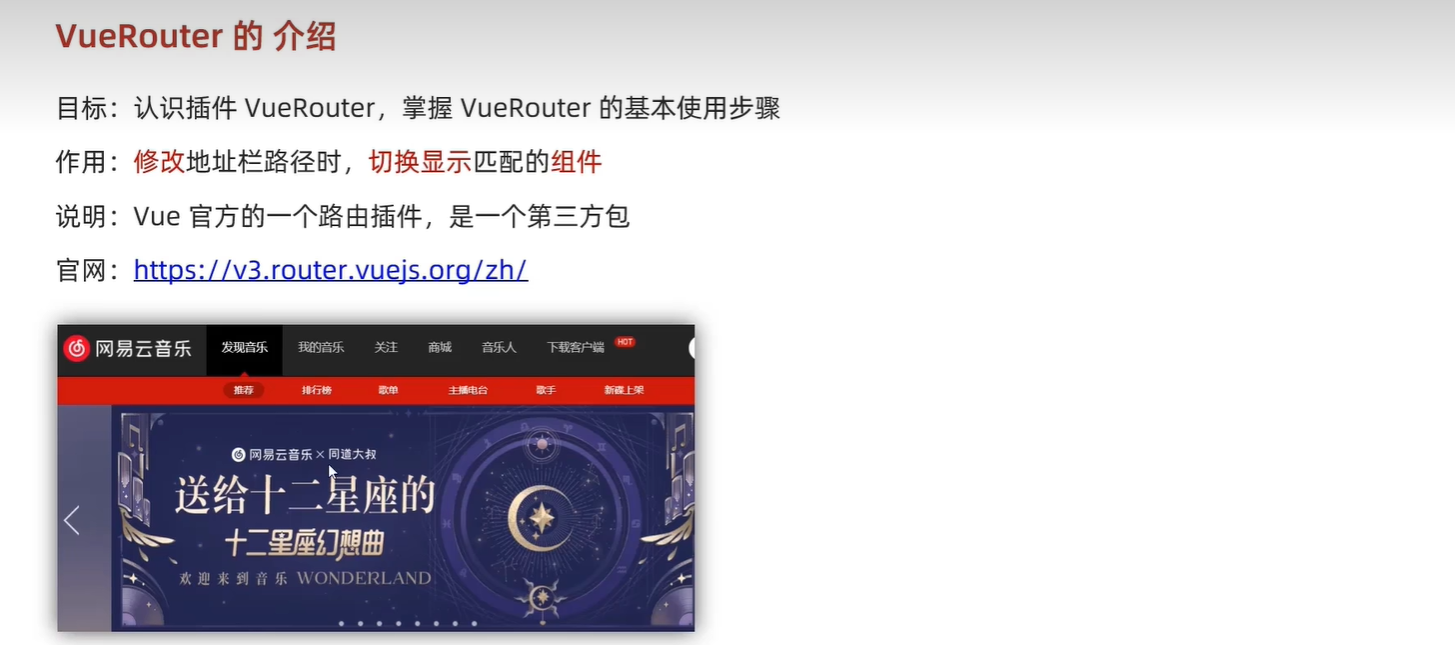 VueRouter 的 介绍
目标：认识插件 VueRouter，掌握 VueRouter 的基本使用步骤
作用：修改地址栏路径时，切换显示匹配的组件
说明：Vue 官方的一个路由插件，是一个第三方包
官网：https://v3.router.vuejs.org/zh/
网易云音乐 发现音乐 我的音乐 关注 商城 音乐人 下载客户端 HOT
推荐 排行榜 歌单 主播电台 歌手 新碟上架
网易云音乐×同道大叔
送给十二星座的
十二星座幻想曲
欢迎来到音乐 WONDERLAND